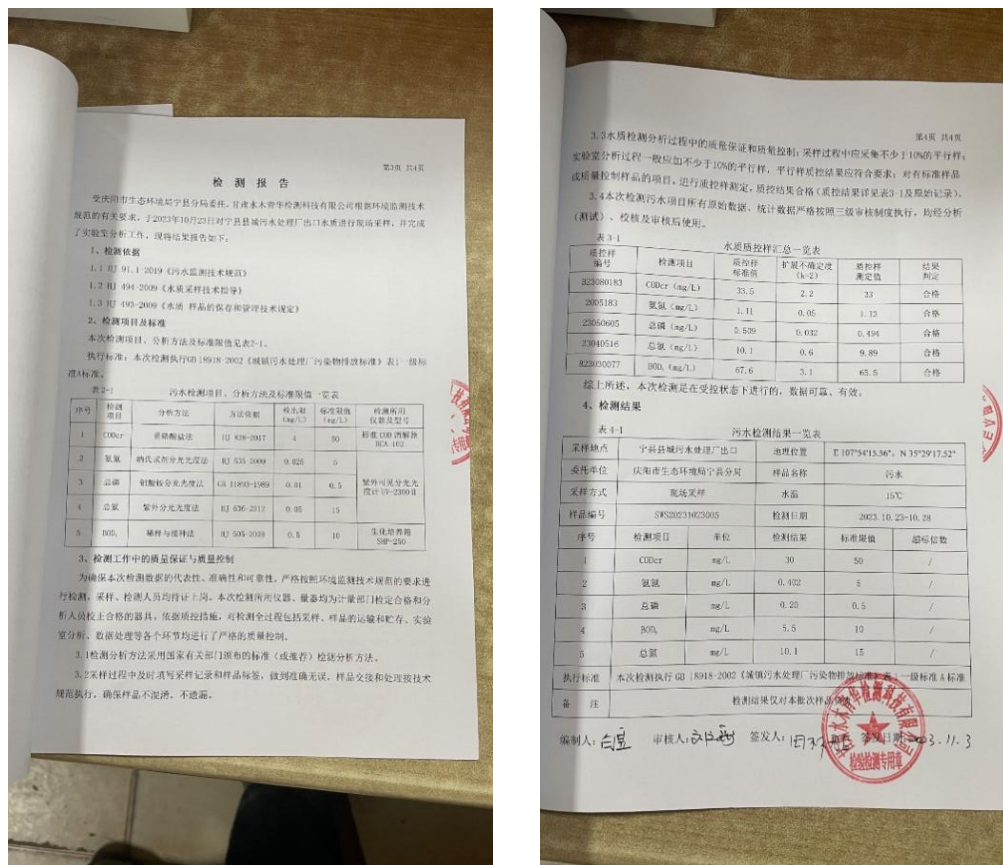 第3页 共4页
检 测 报 告
受庆阳市生态环境局宁县分局委托，甘肃水木青华检测科技有限公司根据环境监测技术
规范的有关要求，于2023年10月23日对宁县县城污水处理厂出口水质进行现场采样，并完成
了实验室分析工作，现将结果报告如下：
1、检测依据
1.1 HJ 91.1-2019《污水监测技术规范》
1.2 HJ 494-2009《水质采样技术指导》
1.3 HJ 493-2009《水质 样品的保存和管理技术规定》
2、检测项目及标准
本次检测项目、分析方法及标准限值见表2-1。
执行标准：本次检测执行GB 18918-2002《城镇污水处理厂污染物排放标准》表1一级标
准A标准。
表 2-1 污水检测项目、分析方法及标准限值一览表
序号 检测项目 分析方法 方法依据 检出限(mg/L) 标准限值(mg/L) 检测所用仪器及型号
1 CODcr 重铬酸盐法 HJ 828-2017 4 50 标准 COD 消解器
2 氨氮 纳氏试剂分光光度法 HJ 535-2009 0.025 5 紫外可见分光光度计 UV-2300Ⅱ
3 总磷 钼酸铵分光光度法 GB 11893-1989 0.01 0.5
4 总氮 紫外分光光度法 HJ 636-2012 0.05 15
5 BOD₅ 稀释与接种法 HJ 505-2009 0.5 10 生化培养箱 SHP-250
3、检测工作中的质量保证与质量控制
为确保本次检测数据的代表性、准确性和可靠性，严格按照环境监测技术规范的要求进
行检测。采样、检测人员均持证上岗。本次检测所用仪器、量器均为计量部门检定合格和分
析人员校正合格的器具。依据质控措施，对检测全过程包括采样、样品的运输和贮存、实验
室分析、数据处理等各个环节均进行了严格的质量控制。
3.1检测分析方法采用国家有关部门颁布的标准（或推荐）检测分析方法。
3.2采样过程中及时填写采样记录和样品标签，做到准确无误，样品交接和处理按技术
规范执行，确保样品不混淆、不遗漏。
第4页 共4页
3.3水质检测分析过程中的质量保证和质量控制：采样过程中应采集不少于10%的平行样；
实验室分析过程一般应加不少于10%的平行样，平行样质控结果应符合要求；对有标准样品
或质量控制样品的项目，进行质控样测定，质控结果合格（质控结果详见表3-1及原始记录）。
3.4本次检测污水项目所有原始数据、统计数据严格按照三级审核制度执行，均经分析
（测试）、校核及审核后使用。
表 3-1 水质质控样汇总一览表
质控样编号 检测项目 质控样标准值 扩展不确定度(k=2) 质控样测定值 结果判定
B23080183 CODcr (mg/L) 33.5 2.2 33 合格
2005183 氨氮 (mg/L) 1.11 0.05 1.13 合格
23050605 总磷 (mg/L) 0.509 0.032 0.494 合格
23040516 总氮 (mg/L) 10.1 0.6 9.89 合格
B23030077 BOD₅ (mg/L) 67.6 3.1 65.5 合格
综上所述，本次检测是在受控状态下进行的，数据可靠、有效。
4、检测结果
表 4-1 污水检测结果一览表
采样地点 宁县县城污水处理厂出口 地理位置 E 107°54′15.56″，N 35°29′17.52″
委托单位 庆阳市生态环境局宁县分局 样品名称 污水
采样方式 现场采样 水温 15℃
样品编号 SWS20231023005 检测日期 2023.10.23-10.28
序号 检测项目 单位 检测结果 标准限值 超标倍数
1 CODcr mg/L 30 50 /
2 氨氮 mg/L 0.402 5 /
3 总磷 mg/L 0.20 0.5 /
4 BOD₅ mg/L 5.5 10 /
5 总氮 mg/L 10.1 15 /
执行标准 本次检测执行 GB 18918-2002《城镇污水处理厂污染物排放标准》表1一级标准 A 标准
备 注 检测结果仅对本批次样品
编制人： 审核人： 签发人： 签发日期 2003.11.3
检验检测专用章